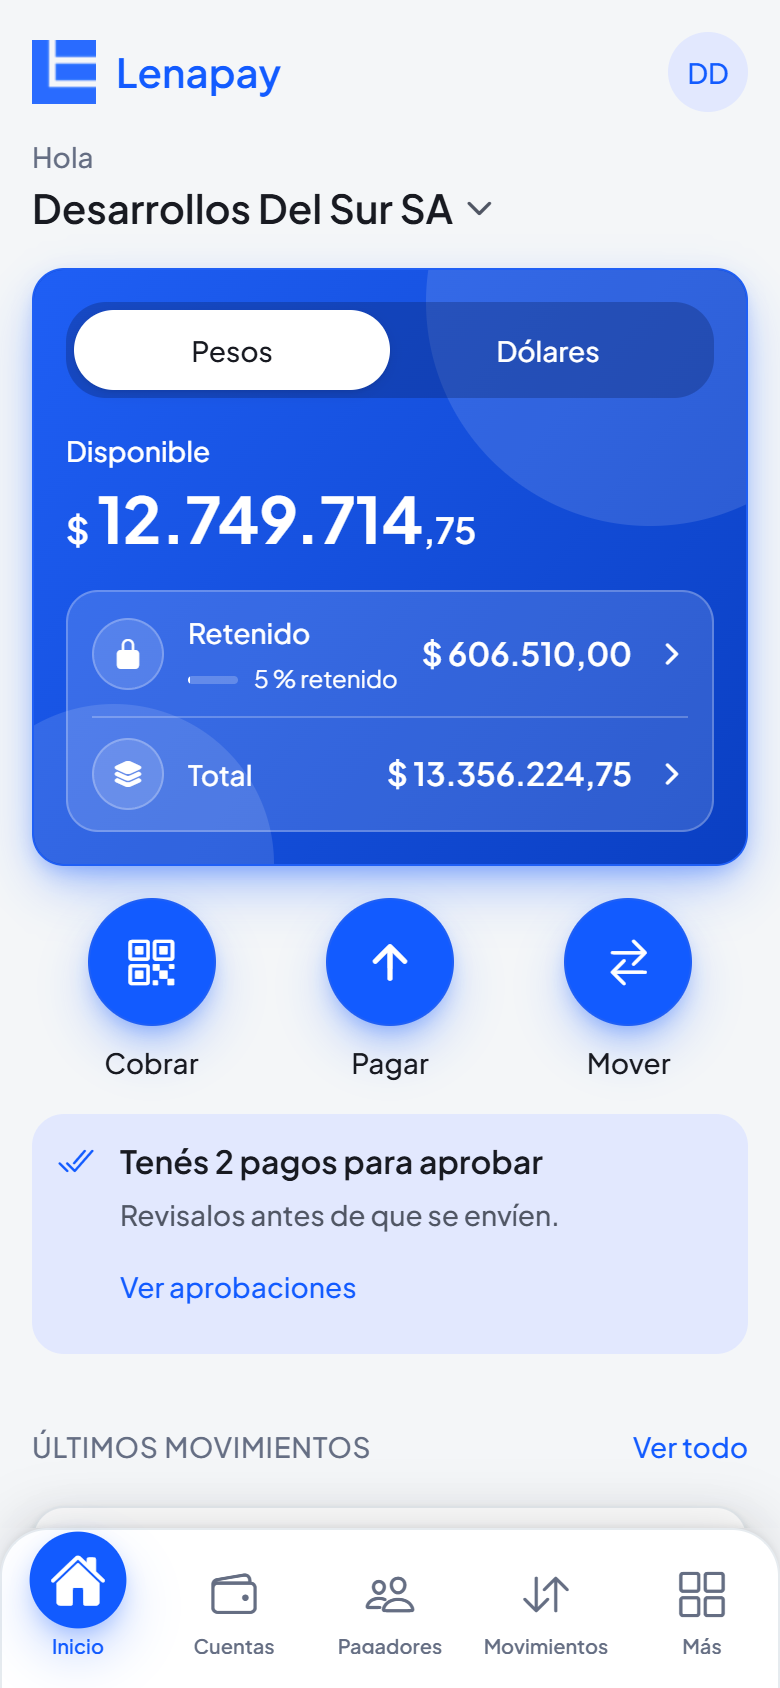 Lenapay
DD
Hola
Desarrollos Del Sur SA
Pesos
Dólares
Disponible
$ 12.749.714,75
Retenido
5 % retenido
$ 606.510,00
Total
$ 13.356.224,75
Cobrar
Pagar
Mover
Tenés 2 pagos para aprobar
Revisalos antes de que se envíen.
Ver aprobaciones
ÚLTIMOS MOVIMIENTOS
Ver todo
Inicio
Cuentas
Pagadores
Movimientos
Más